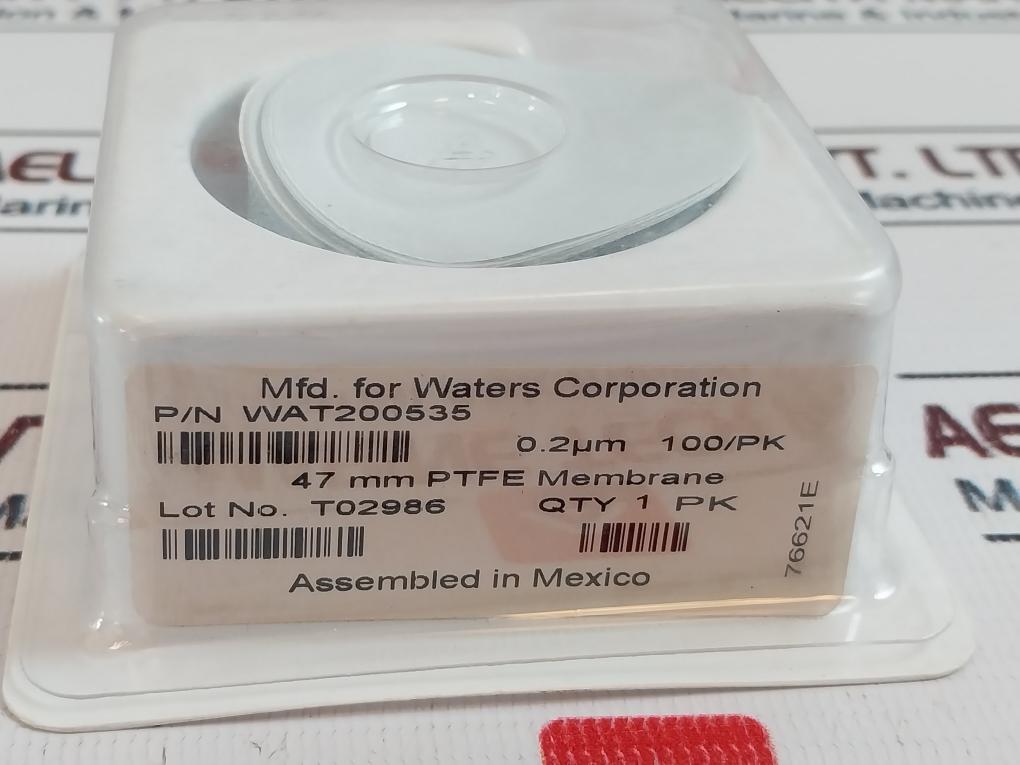 Mfd. for Waters Corporation
P/N WAT200535
0.2µm 100/PK
47 mm PTFE Membrane
Lot No. T02986 QTY 1 PK
76621E
Assembled in Mexico